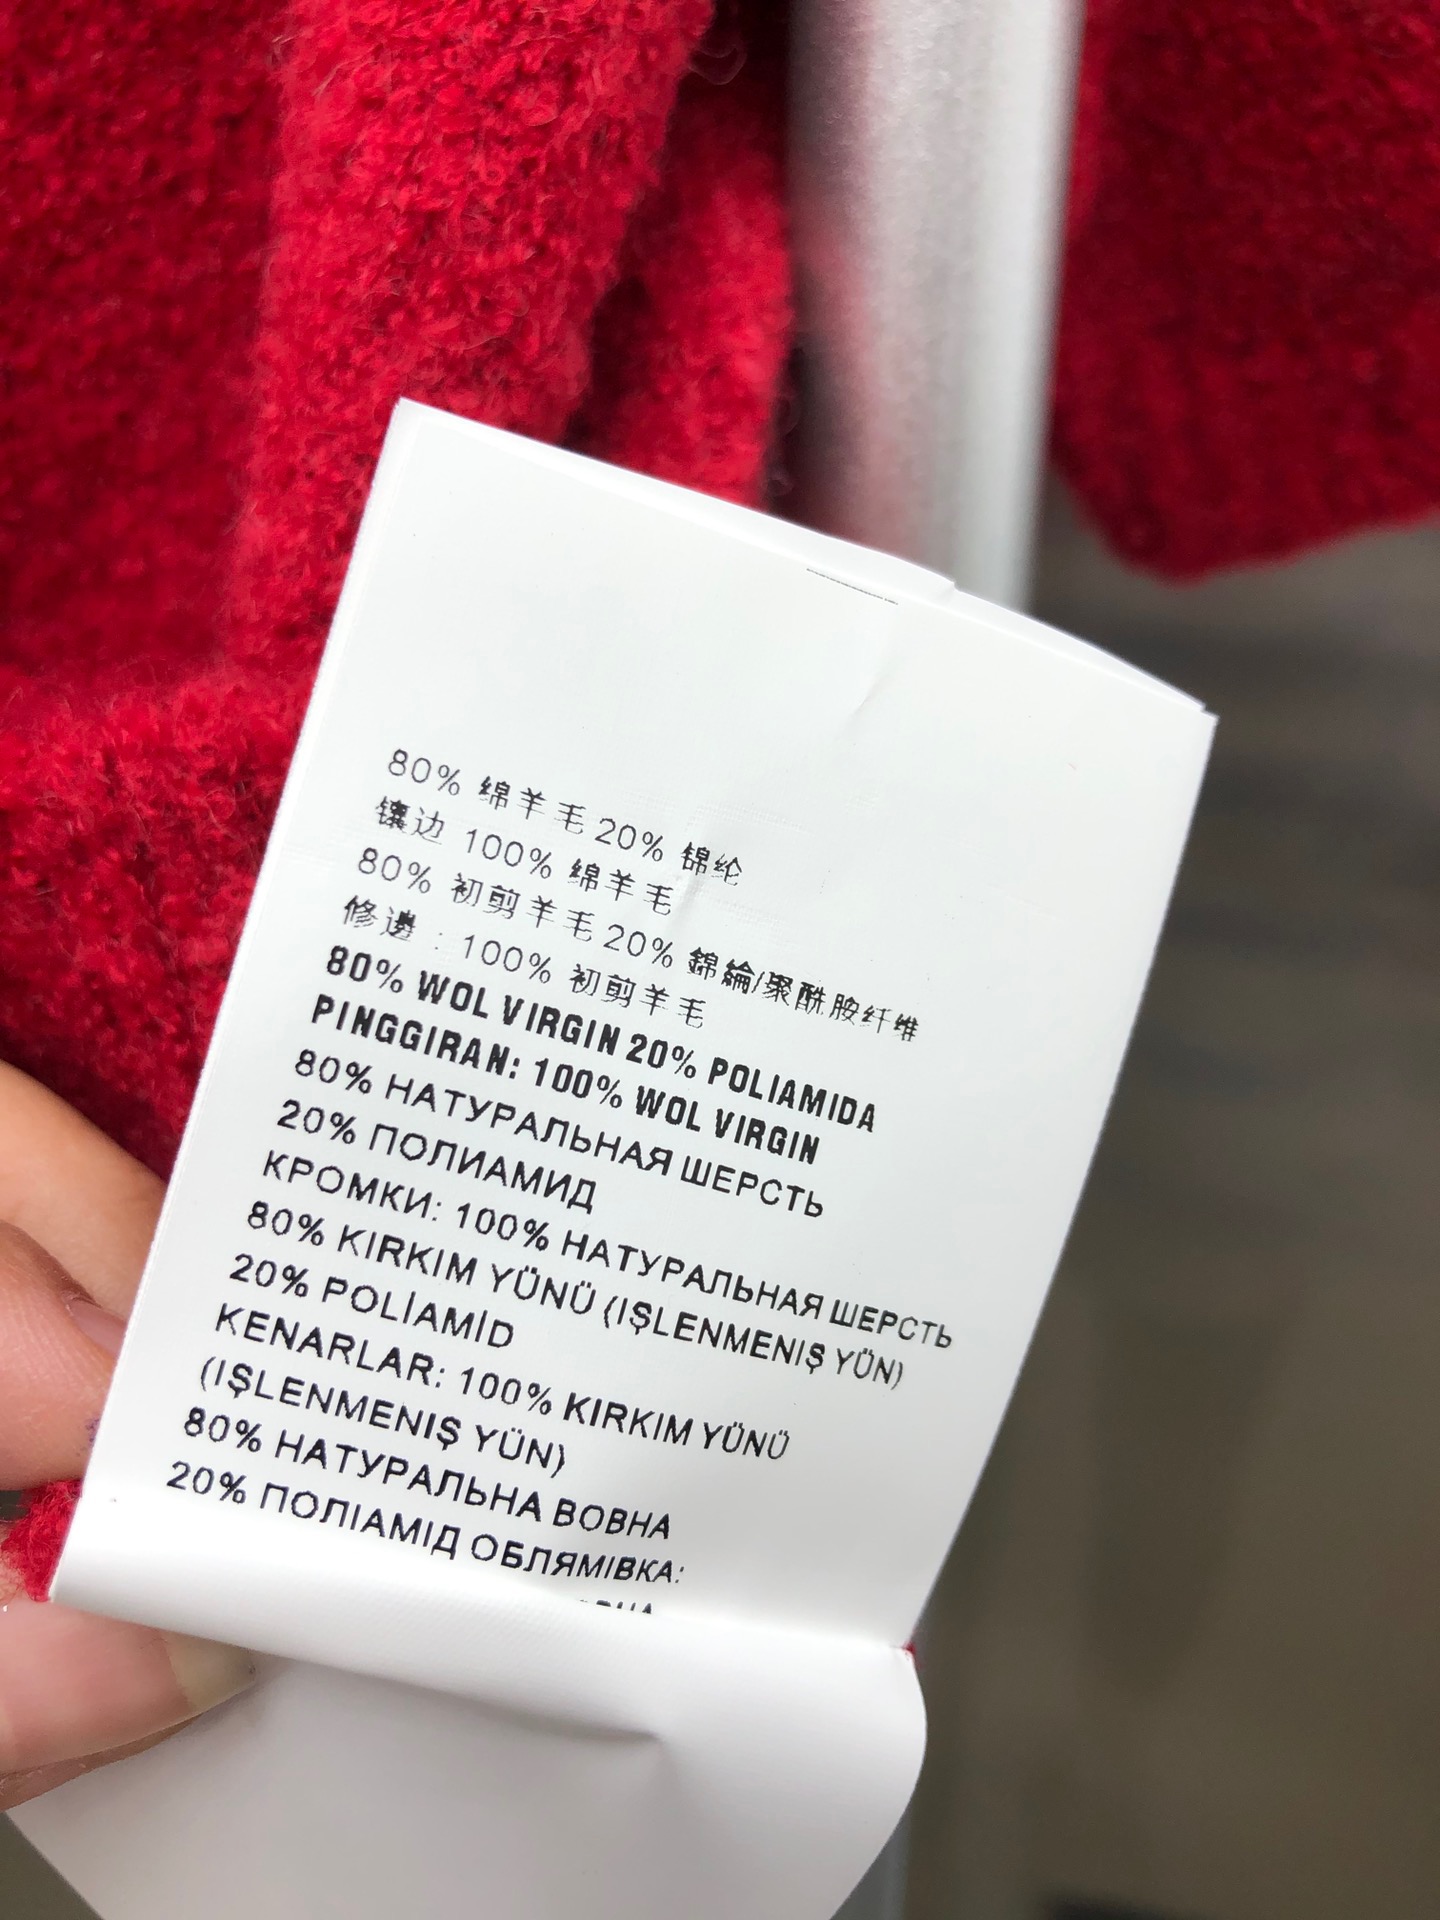 80% 绵羊毛 20% 锦纶
镶边 100% 绵羊毛
80% 初剪羊毛 20% 錦綸/聚酰胺纤维
修邊 : 100% 初剪羊毛
80% WOL VIRGIN 20% POLIAMIDA
PINGGIRAN: 100% WOL VIRGIN
80% НАТУРАЛЬНАЯ ШЕРСТЬ
20% ПОЛИАМИД
КРОМКИ: 100% НАТУРАЛЬНАЯ ШЕРСТЬ
80% KIRKIM YÜNÜ (IŞLENMENIŞ YÜN)
20% POLİAMİD
KENARLAR: 100% KIRKIM YÜNÜ
(IŞLENMENIŞ YÜN)
80% НАТУРАЛЬНА ВОВНА
20% ПОЛІАМІД ОБЛЯМІВКА: